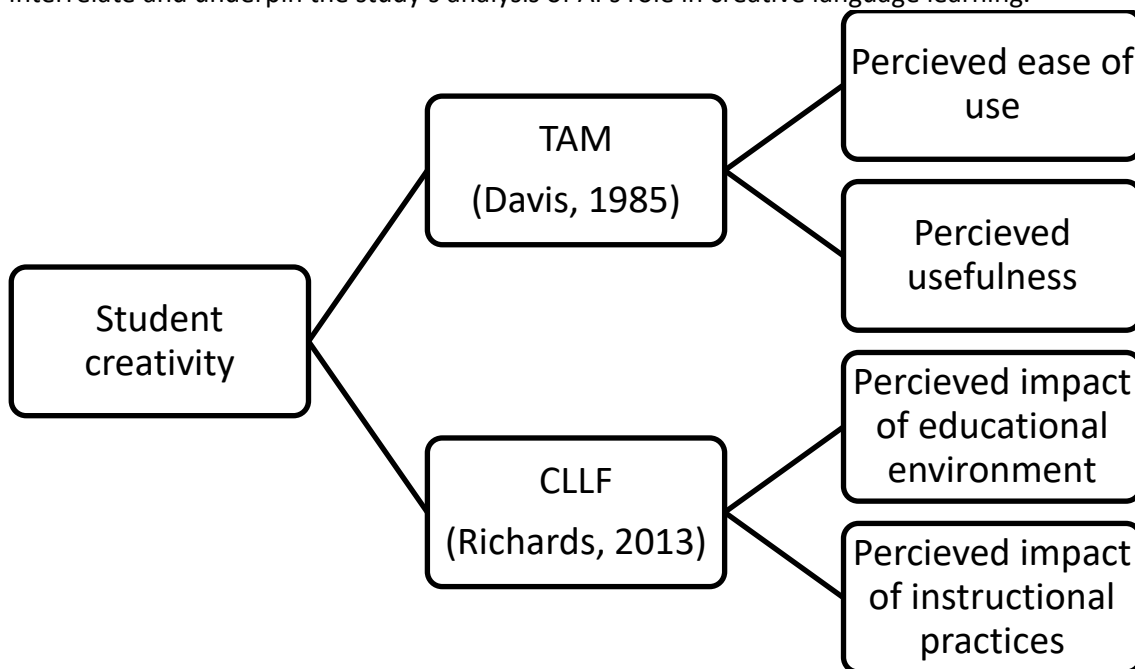 interrelate and underpin the study's analysis of AI's role in creative language learning.
Percieved ease of
use
TAM
(Davis, 1985)
Percieved
usefulness
Student
creativity
Percieved impact
of educational
environment
CLLF
(Richards, 2013)
Percieved impact
of instructional
practices